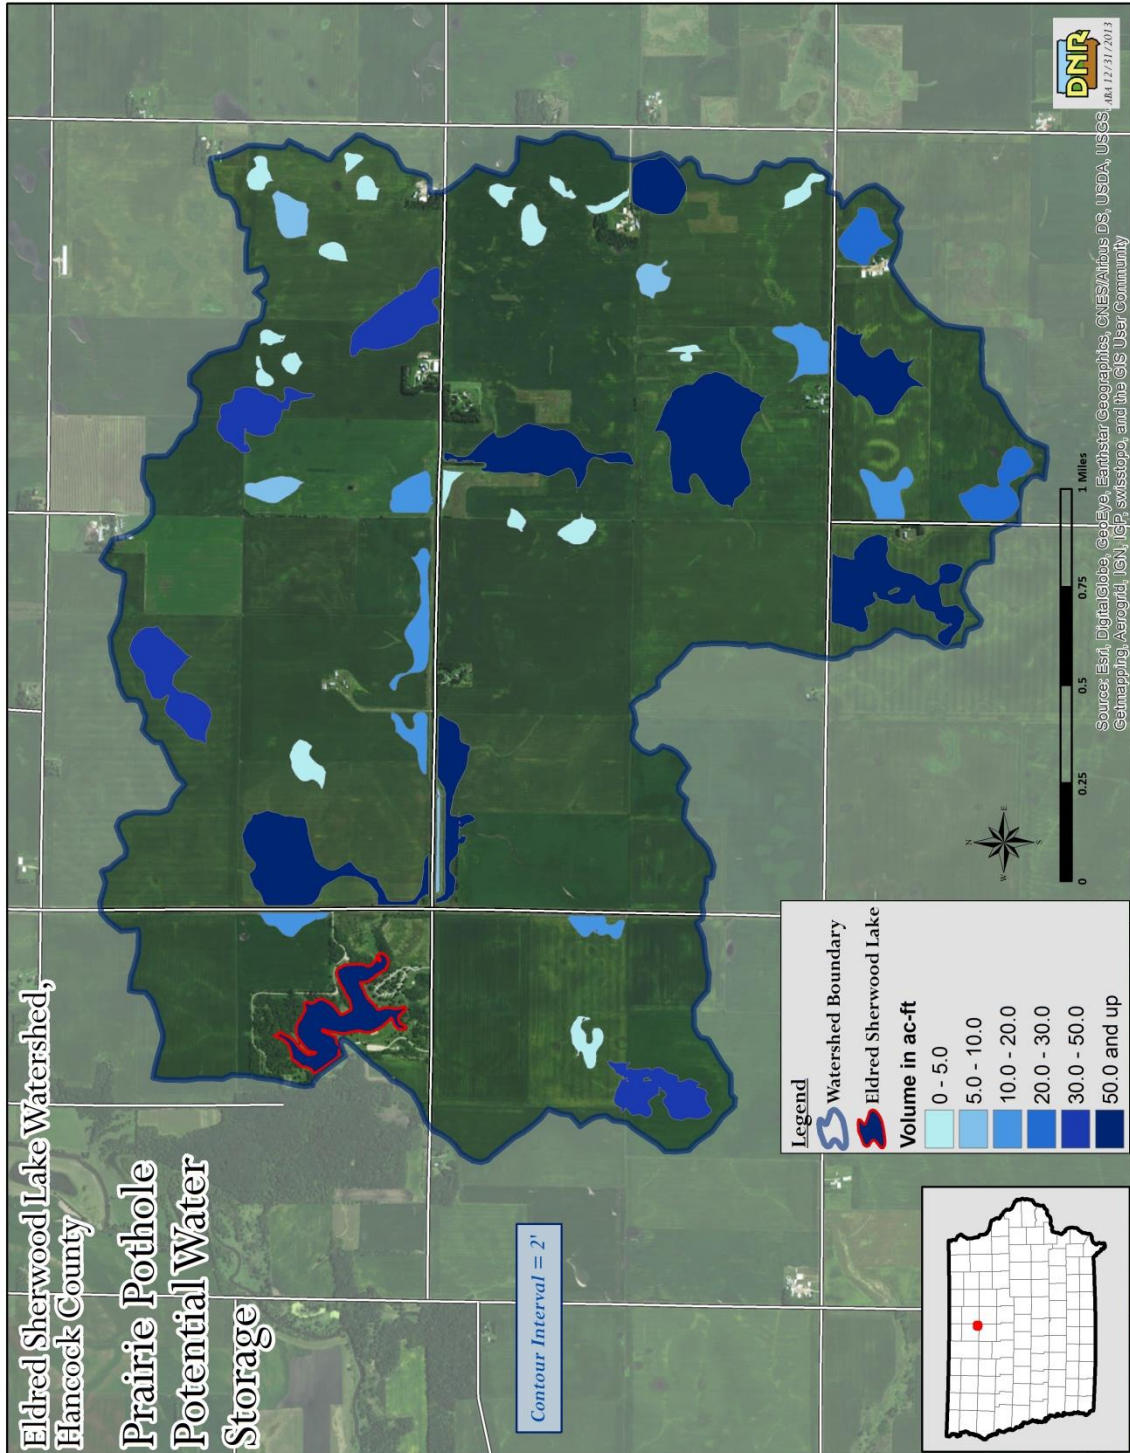 Eldred Sherwood Lake Watershed,
Hancock County
Prairie Pothole
Potential Water
Storage
Contour Interval = 2'
Legend
Watershed Boundary
Eldred Sherwood Lake
Volume in ac-ft
0 - 5.0
5.0 - 10.0
10.0 - 20.0
20.0 - 30.0
30.0 - 50.0
50.0 and up
N
W
E
S
0
0.25
0.5
0.75
1 Miles
Source: Esri, DigitalGlobe, GeoEye, Earthstar Geographics, CNES/Airbus DS, USDA, USGS,
Getmapping, Aerogrid, IGN, IGP, swisstopo, and the GIS User Community
DNR
ABA 12/31/2013